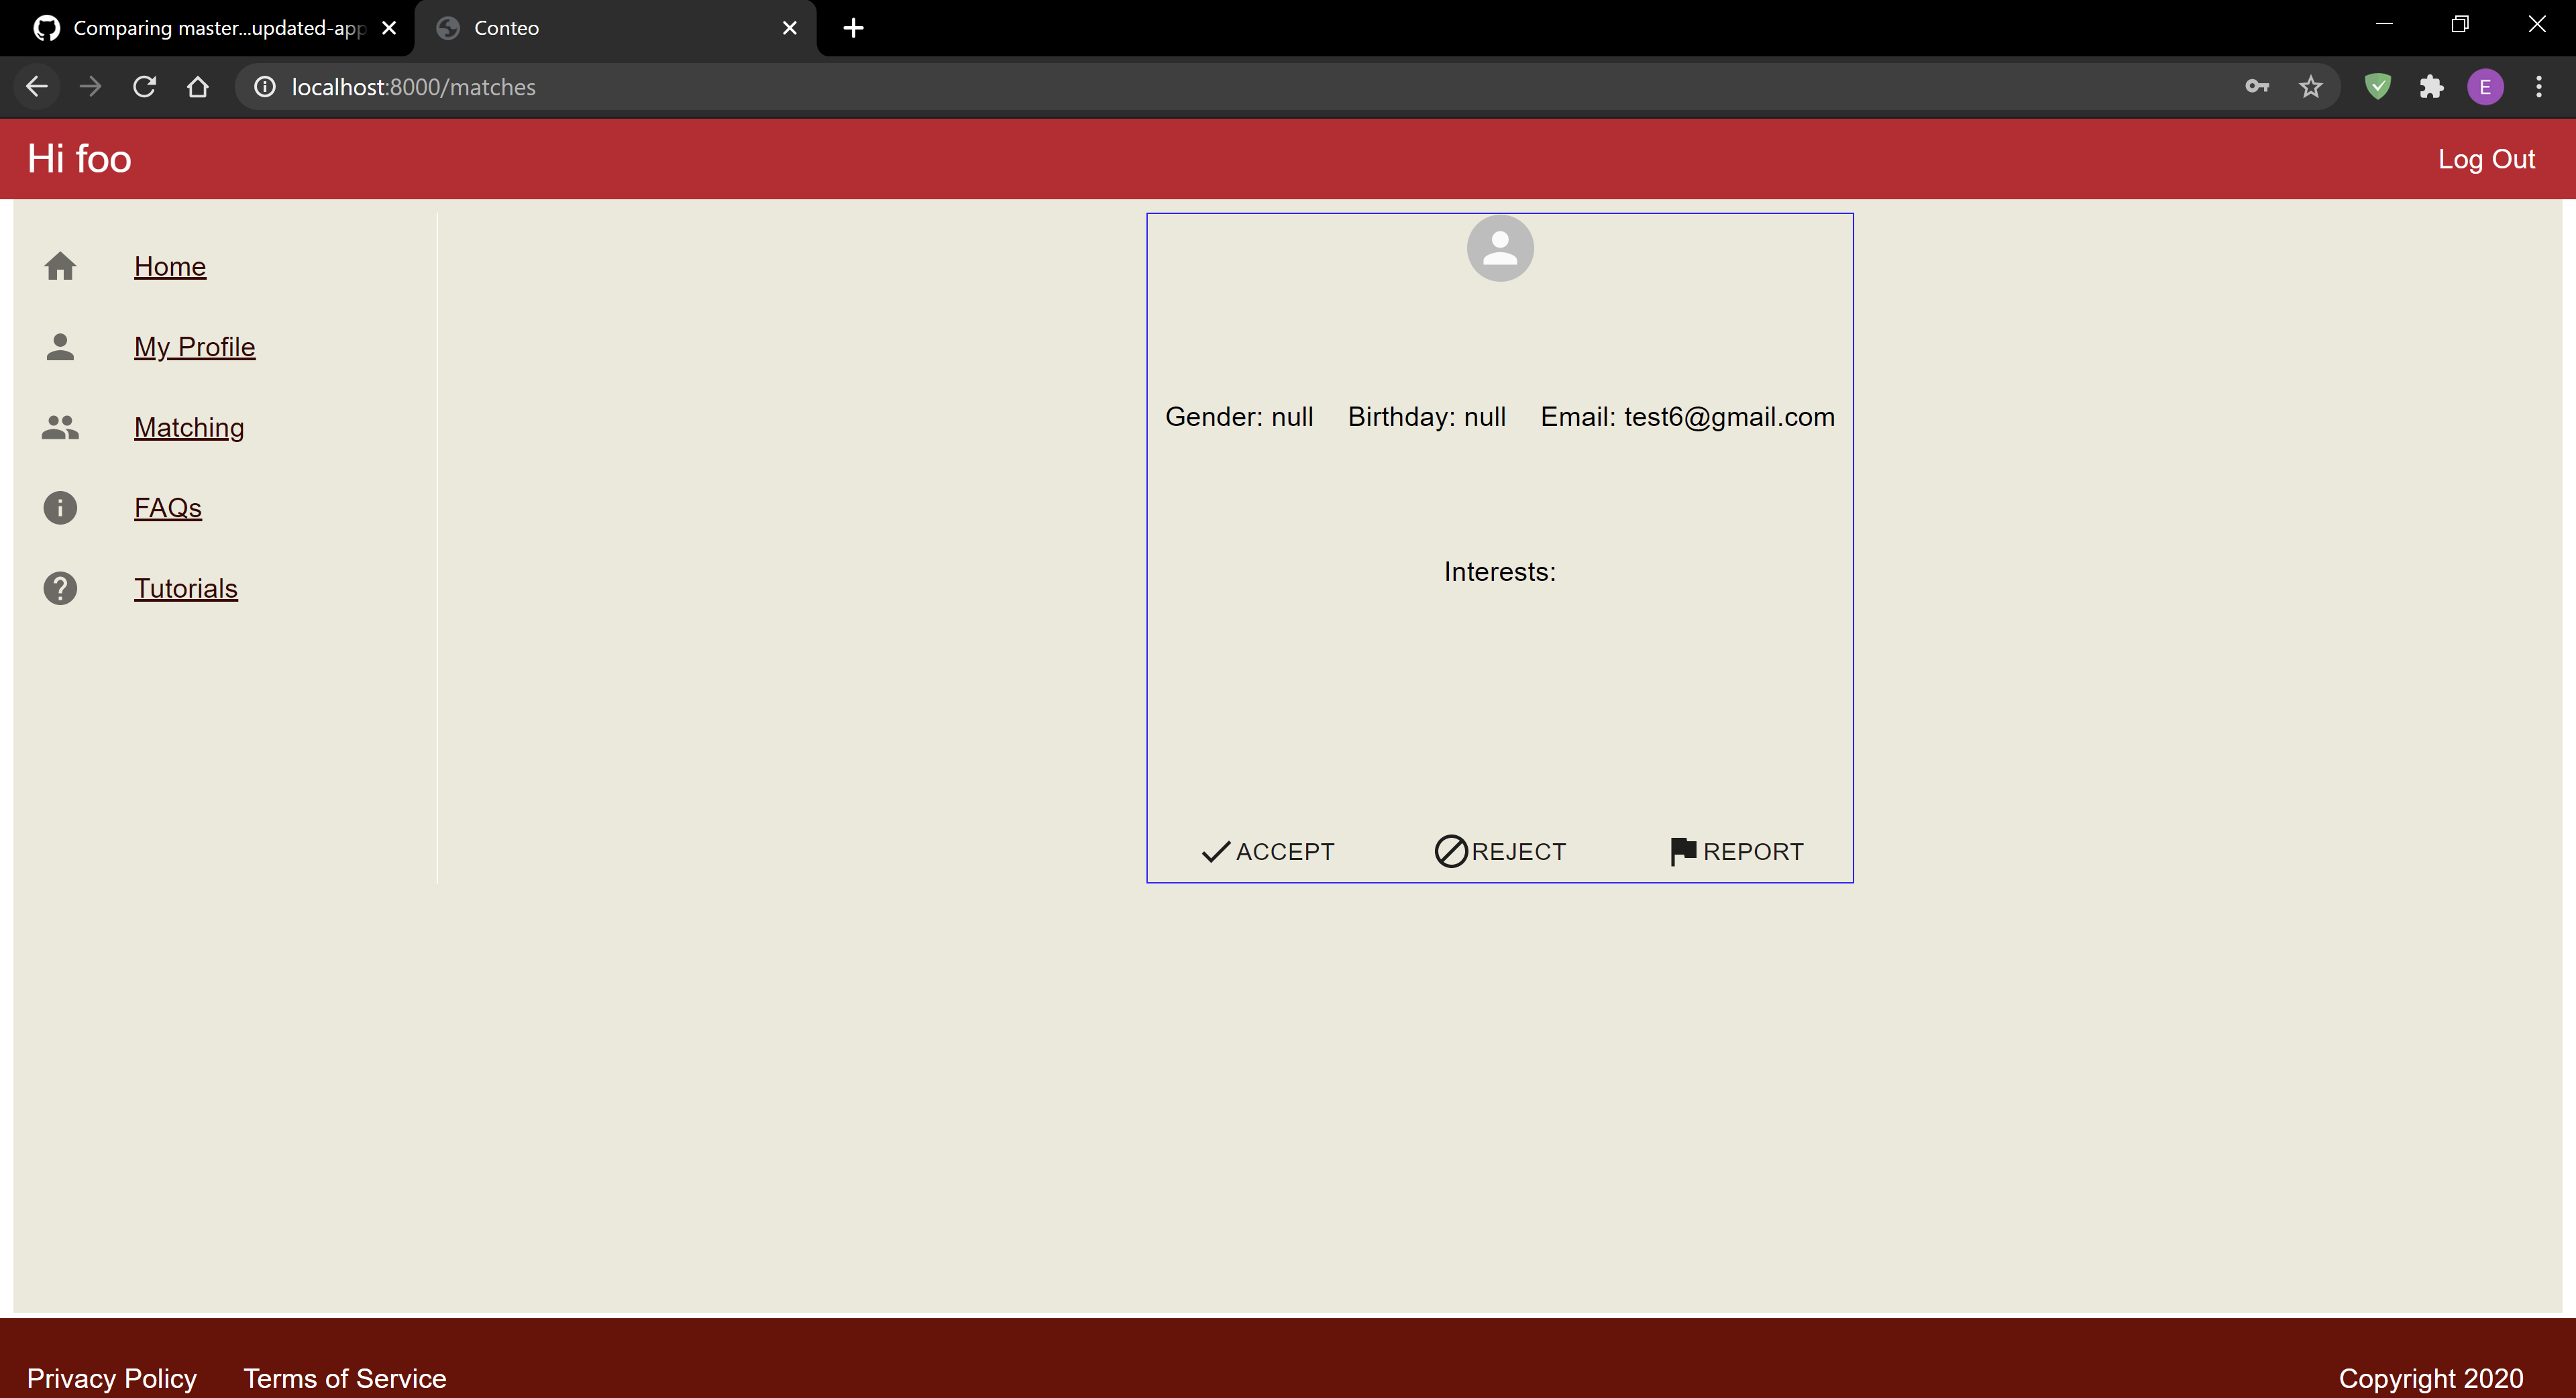 Comparing master...updated-app
Conteo
localhost:8000/matches
E
Hi foo
Log Out
Home
My Profile
Matching
FAQs
Tutorials
Gender: null Birthday: null Email: test6@gmail.com
Interests:
ACCEPT REJECT REPORT
Privacy Policy Terms of Service Copyright 2020